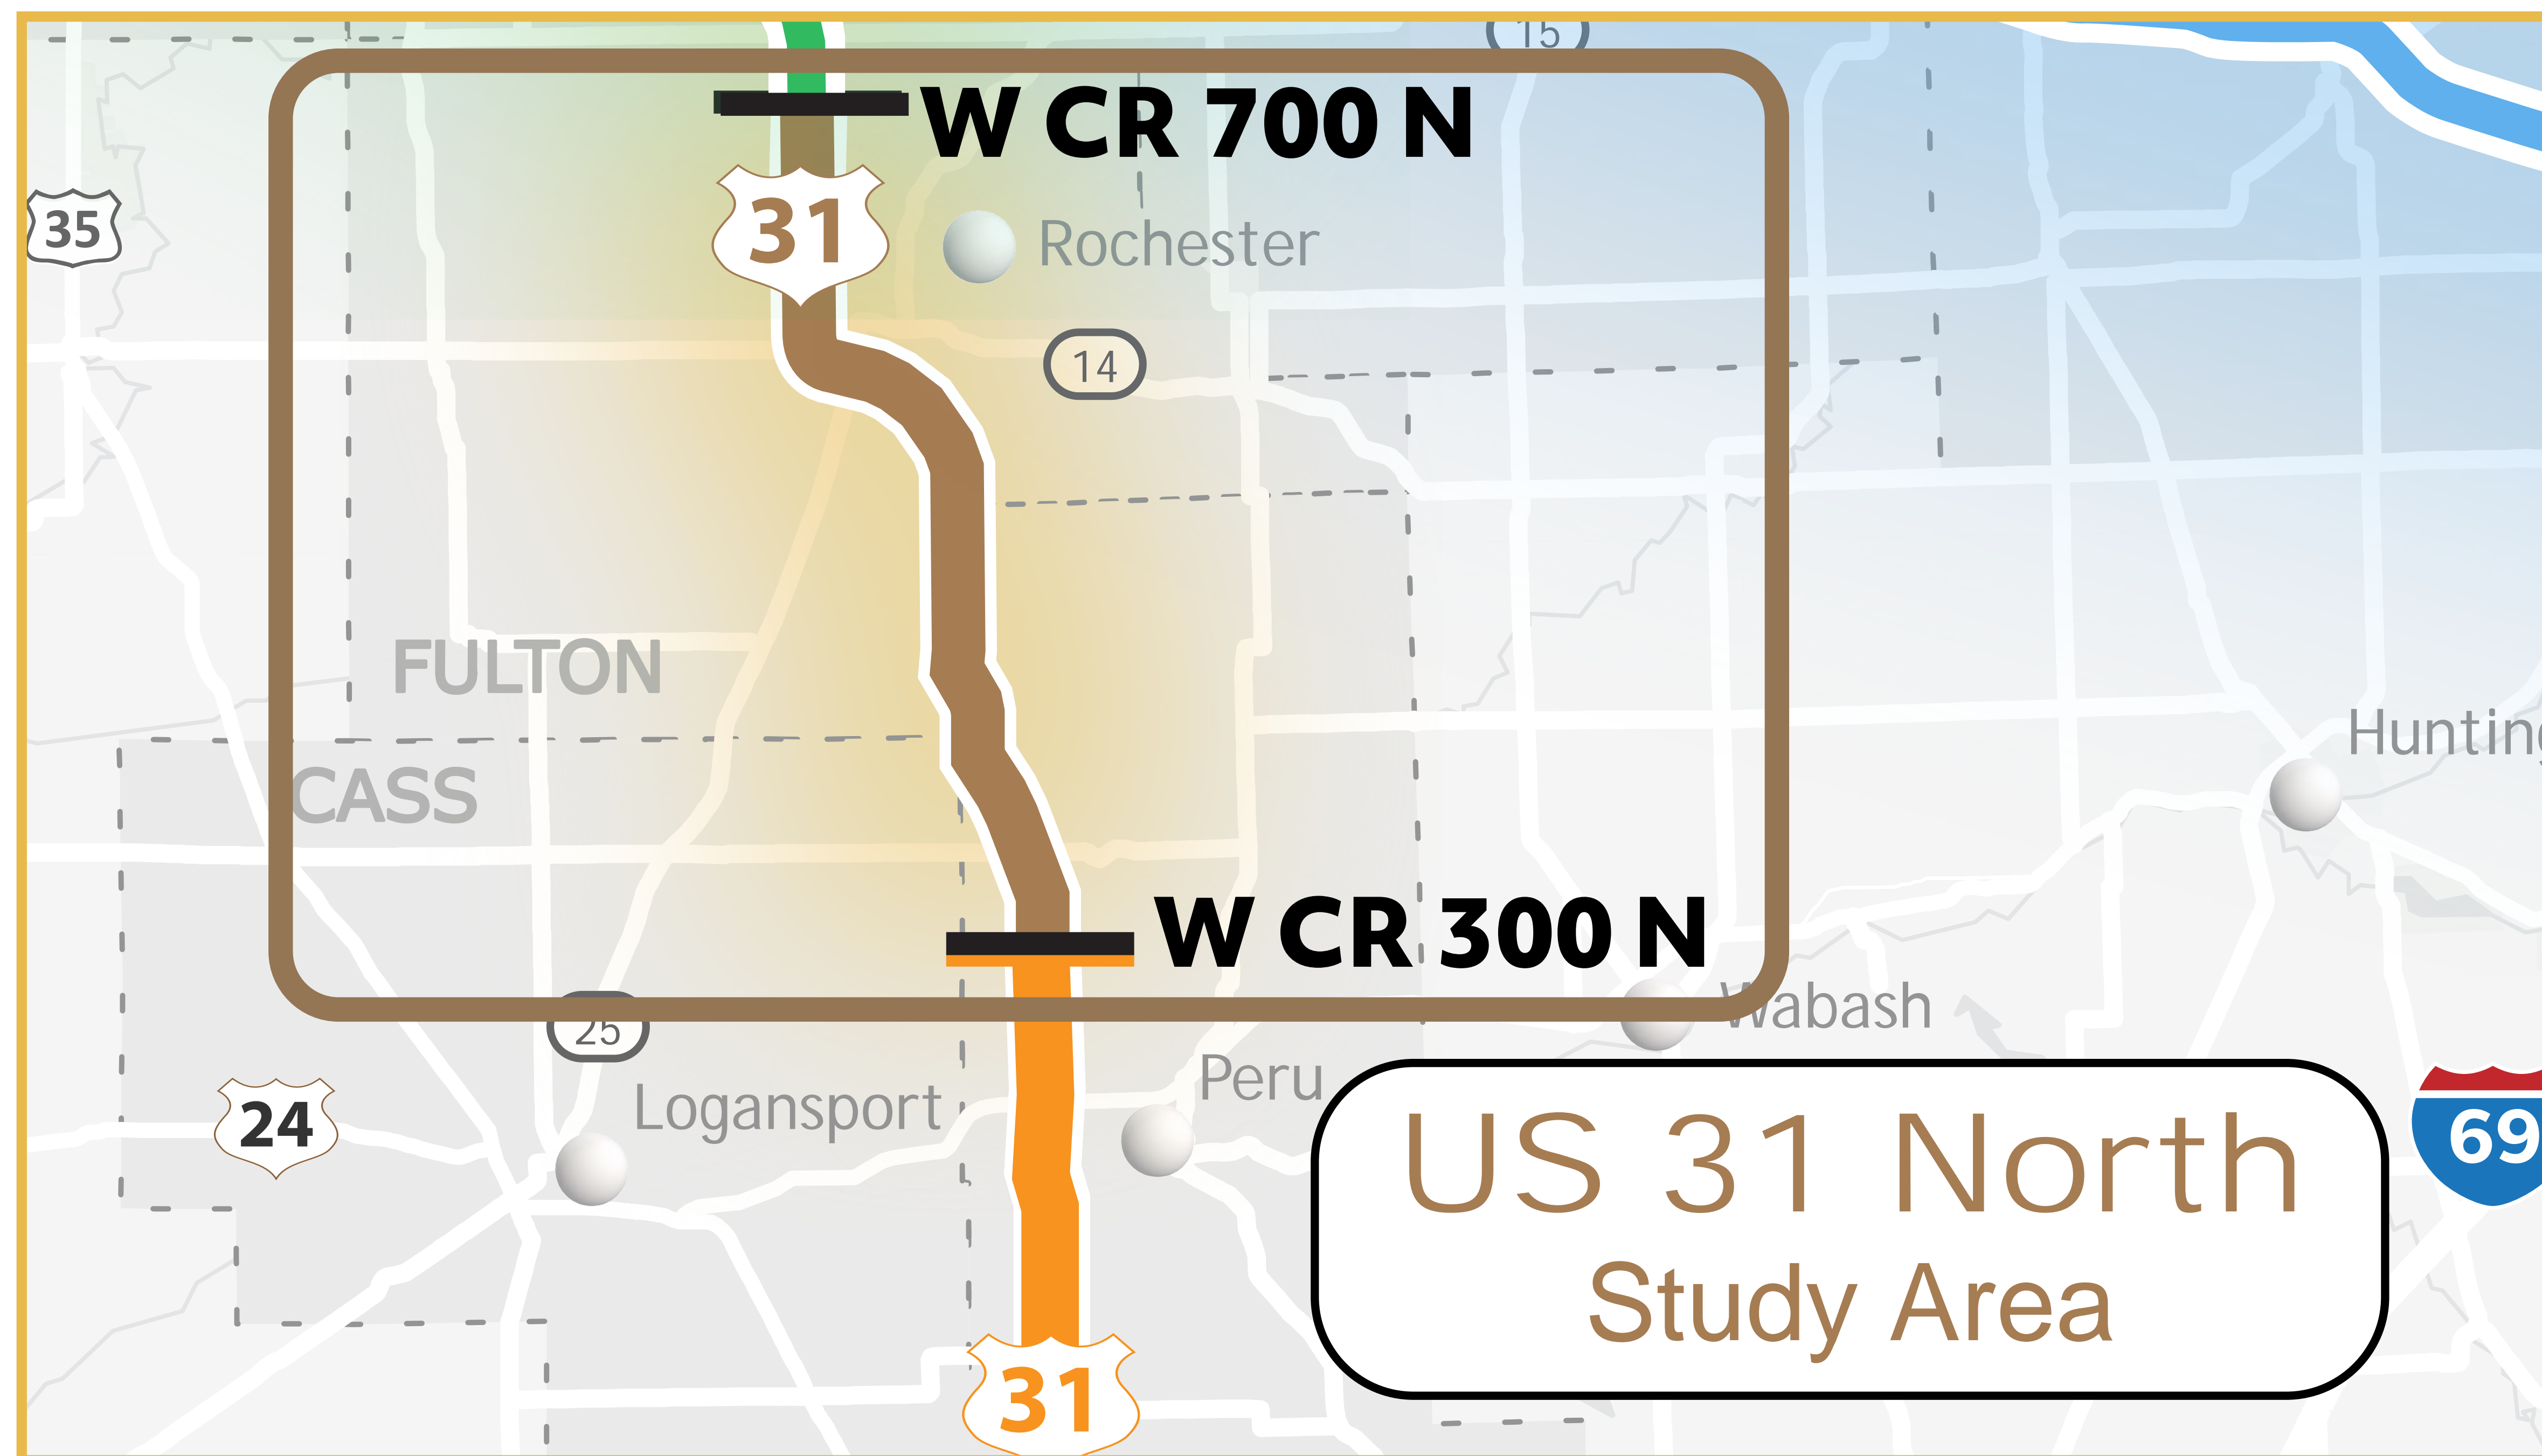 15
W CR 700 N
35
31
Rochester
14
FULTON
CASS
W CR 300 N
25
Wabash
Peru
Logansport
24
69
US 31 North
Study Area
31